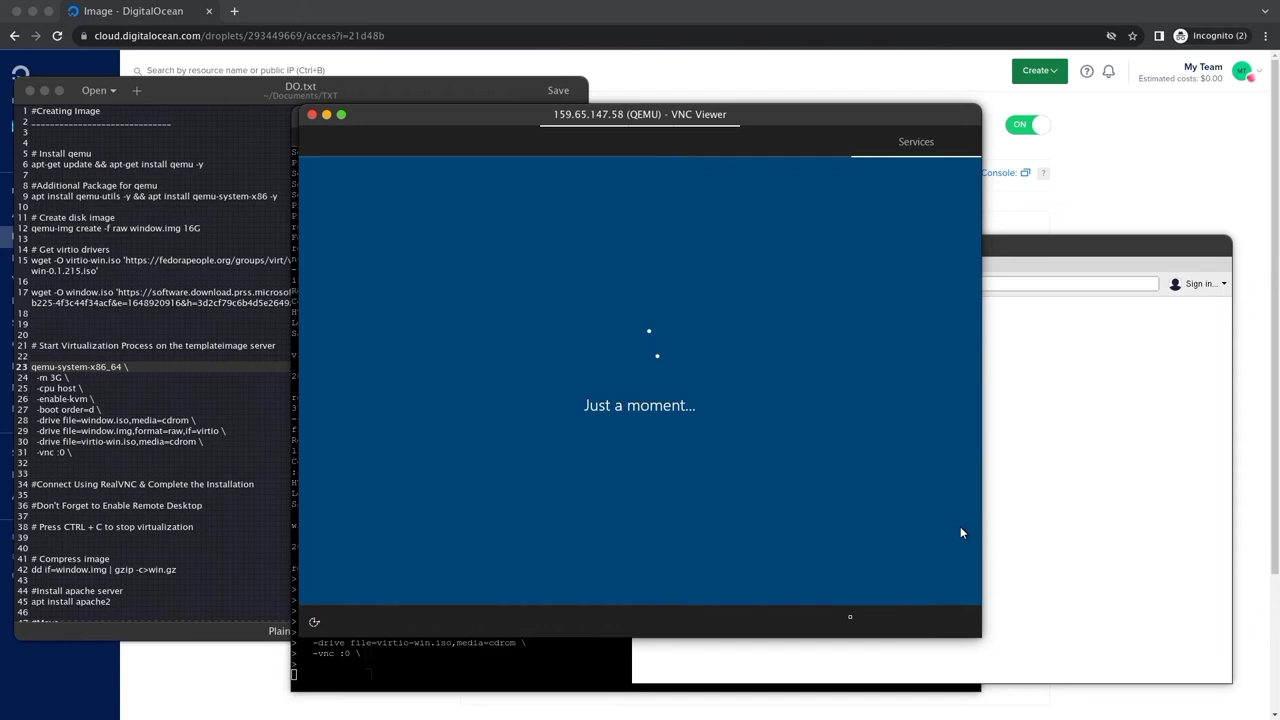 Image - DigitalOcean
cloud.digitalocean.com/droplets/293449669/access?i=21d48b
Incognito (2)
Search by resource name or public IP (Ctrl+B)
Create
My Team
Estimated costs: $0.00
MT
Open
DO.txt
~/Documents/TXT
Save
159.65.147.58 (QEMU) - VNC Viewer
ON
Services
Console:
?
Sign in...
1 #Creating Image
2
3
4
5 # Install qemu
6 apt-get update && apt-get install qemu -y
7
8 #Additional Package for qemu
9 apt install qemu-utils -y && apt install qemu-system-x86 -y
10
11 # Create disk image
12 qemu-img create -f raw window.img 16G
13
14 # Get virtio drivers
15 wget -O virtio-win.iso 'https://fedorapeople.org/groups/virt/
win-0.1.215.iso'
16
17 wget -O window.iso 'https://software.download.prss.microsof
b225-4f3c44f34acf&e=1648920916&h=3d2cf79c6b4d5e2649
18
19
20
21 # Start Virtualization Process on the templateimage server
22
23 qemu-system-x86_64 \
24 -m 3G \
25 -cpu host \
26 -enable-kvm \
27 -boot order=d \
28 -drive file=window.iso,media=cdrom \
29 -drive file=window.img,format=raw,if=virtio \
30 -drive file=virtio-win.iso,media=cdrom \
31 -vnc :0 \
32
33
34 #Connect Using RealVNC & Complete the Installation
35
36 #Don't Forget to Enable Remote Desktop
37
38 # Press CTRL + C to stop virtualization
39
40
41 # Compress image
42 dd if=window.img | gzip -c>win.gz
43
44 #Install apache server
45 apt install apache2
46
Plain
Just a moment...
> -drive file=virtio-win.iso,media=cdrom \
> -vnc :0 \
>